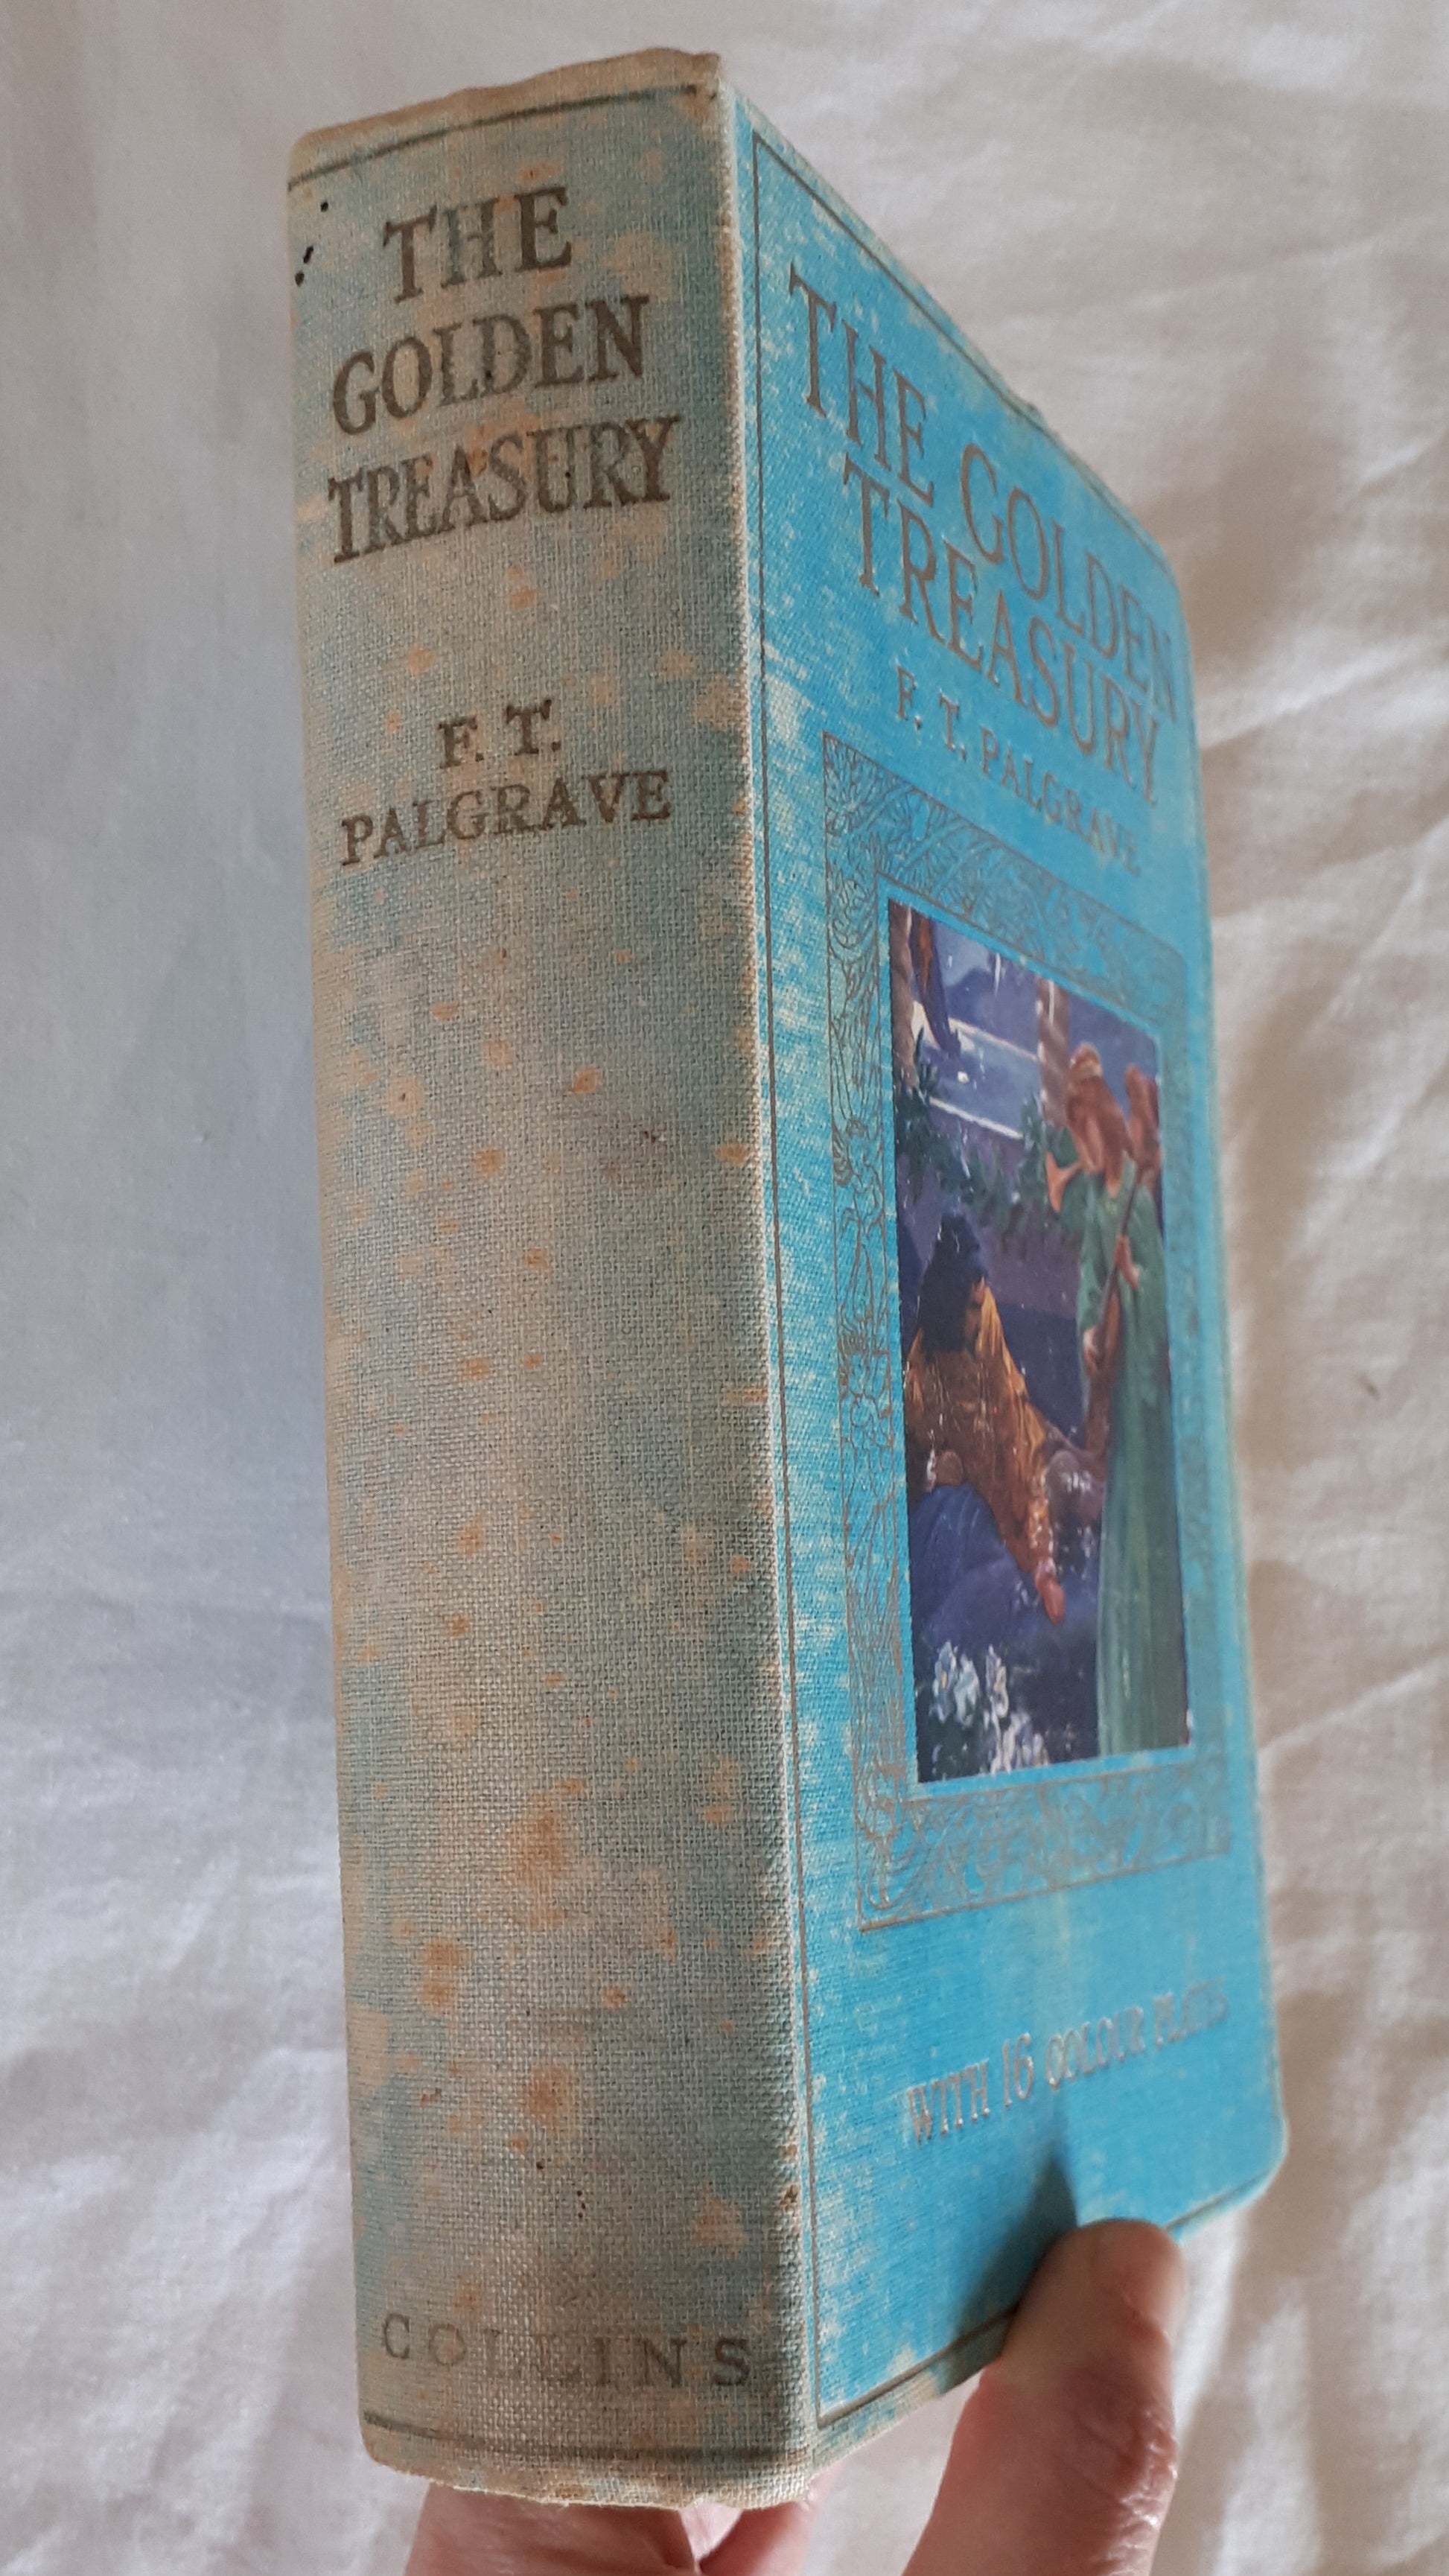 THE
GOLDEN
TREASURY
F. T.
PALGRAVE
COLLINS
THE GOLDEN
TREASURY
F. T. PALGRAVE
WITH 16 COLOUR PLATES